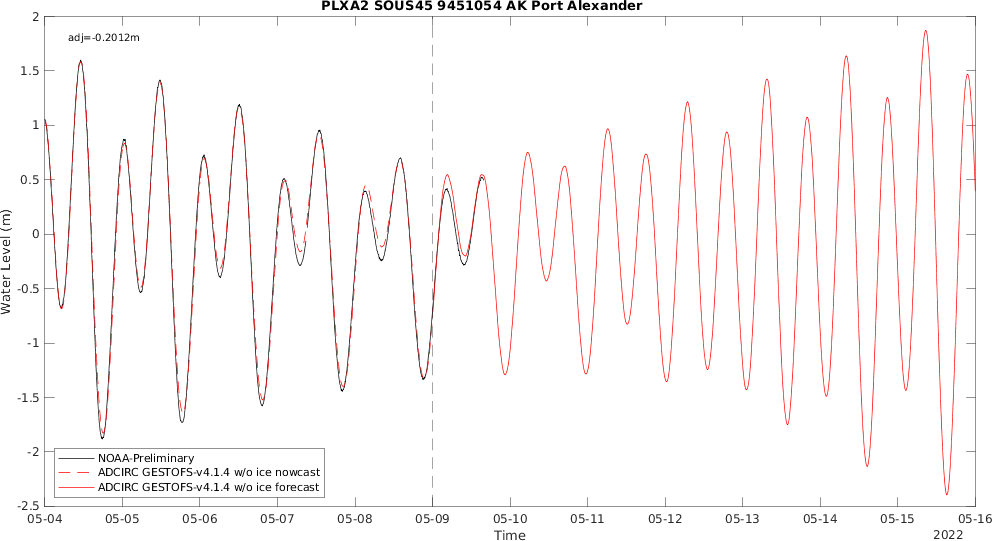 PLXA2 SOUS45 9451054 AK Port Alexander
adj=-0.2012m
2
1.5
1
0.5
0
-0.5
-1
-1.5
-2
-2.5
Water Level (m)
NOAA-Preliminary
ADCIRC GESTOFS-v4.1.4 w/o ice nowcast
ADCIRC GESTOFS-v4.1.4 w/o ice forecast
05-04 05-05 05-06 05-07 05-08 05-09 05-10 05-11 05-12 05-13 05-14 05-15 05-16
Time
2022